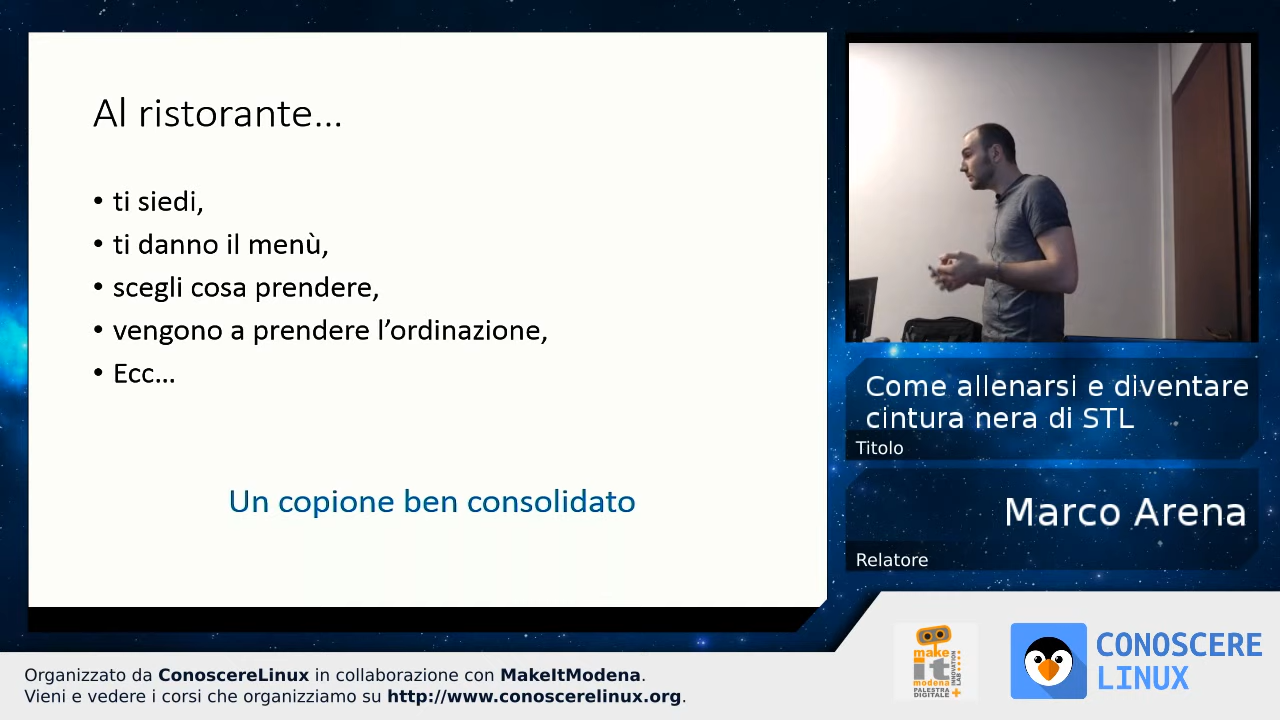 Al ristorante...
• ti siedi,
• ti danno il menù,
• scegli cosa prendere,
• vengono a prendere l’ordinazione,
• Ecc...
Un copione ben consolidato
Come allenarsi e diventare
cintura nera di STL
Titolo
Marco Arena
Relatore
make
it
modena
PALESTRA
DIGITALE
INNOVATION
LAB
CONOSCERE
LINUX
Organizzato da ConoscereLinux in collaborazione con MakeItModena.
Vieni e vedere i corsi che organizziamo su http://www.conoscerelinux.org.